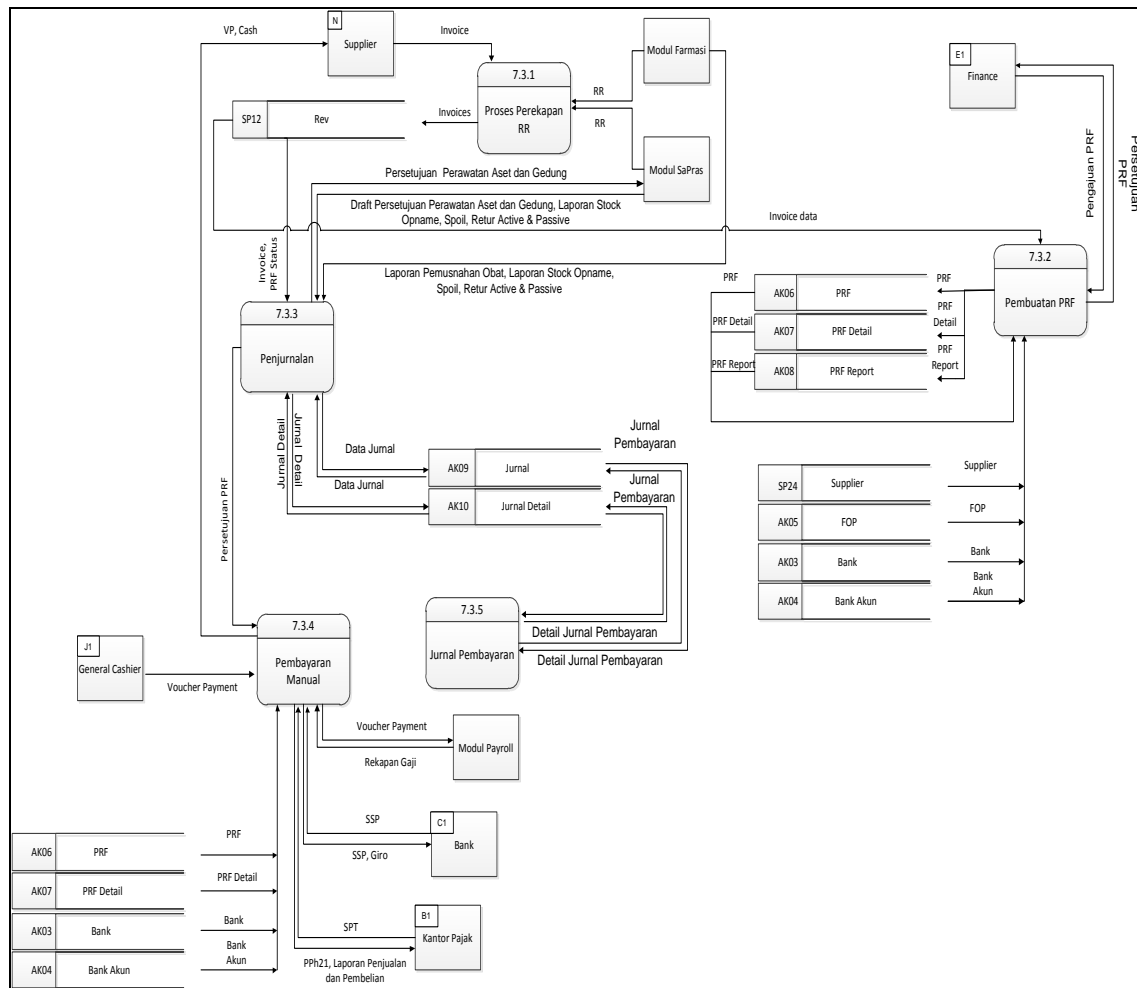 VP, Cash
N
Supplier
Invoice
7.3.1
Proses Perekapan
RR
RR
RR
Modul Farmasi
Modul SaPras
E1
Finance
SP12
Rev
Invoices
Persetujuan Perawatan Aset dan Gedung
Draft Persetujuan Perawatan Aset dan Gedung, Laporan Stock
Opname, Spoil, Retur Active & Passive
Invoice data
Pengajuan PRF
Persetujuan
PRF
Invoice,
PRF Status
Laporan Pemusnahan Obat, Laporan Stock Opname,
Spoil, Retur Active & Passive
7.3.2
Pembuatan PRF
PRF
AK06
PRF
PRF
PRF Detail
AK07
PRF Detail
PRF
Detail
PRF Report
AK08
PRF Report
PRF
Report
7.3.3
Penjurnalan
Jurnal Detail
Jurnal Detail
Data Jurnal
Data Jurnal
AK09
Jurnal
AK10
Jurnal Detail
Jurnal
Pembayaran
Jurnal
Pembayaran
SP24
Supplier
Supplier
AK05
FOP
FOP
AK03
Bank
Bank
AK04
Bank Akun
Bank
Akun
Persetujuan PRF
7.3.4
Pembayaran
Manual
7.3.5
Jurnal Pembayaran
Detail Jurnal Pembayaran
Detail Jurnal Pembayaran
J1
General Cashier
Voucher Payment
Voucher Payment
Rekapan Gaji
Modul Payroll
SSP
SSP, Giro
C1
Bank
SPT
PPh21, Laporan Penjualan
dan Pembelian
B1
Kantor Pajak
AK06
PRF
PRF
AK07
PRF Detail
PRF Detail
AK03
Bank
Bank
AK04
Bank Akun
Bank
Akun